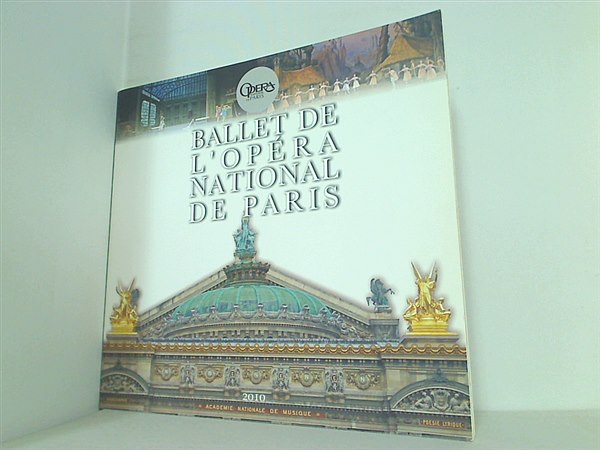 OPERA
BALLET DE
L'OPÉRA
NATIONAL
DE PARIS
2010
ACADEMIE NATIONALE DE MUSIQUE
POESIE LYRIQUE